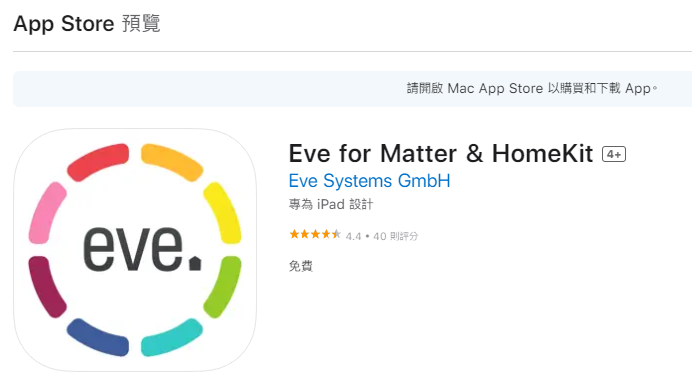 App Store 預覽
請開啟 Mac App Store 以購買和下載 App。
eve.
Eve for Matter & HomeKit 4+
Eve Systems GmbH
專為 iPad 設計
4.4 • 40 則評分
免費